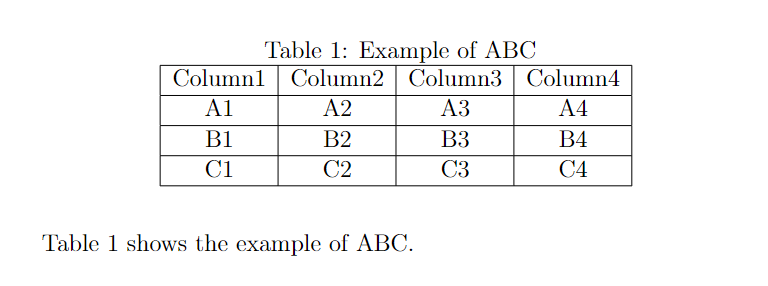 Table 1: Example of ABC
Column1 Column2 Column3 Column4
A1 A2 A3 A4
B1 B2 B3 B4
C1 C2 C3 C4
Table 1 shows the example of ABC.